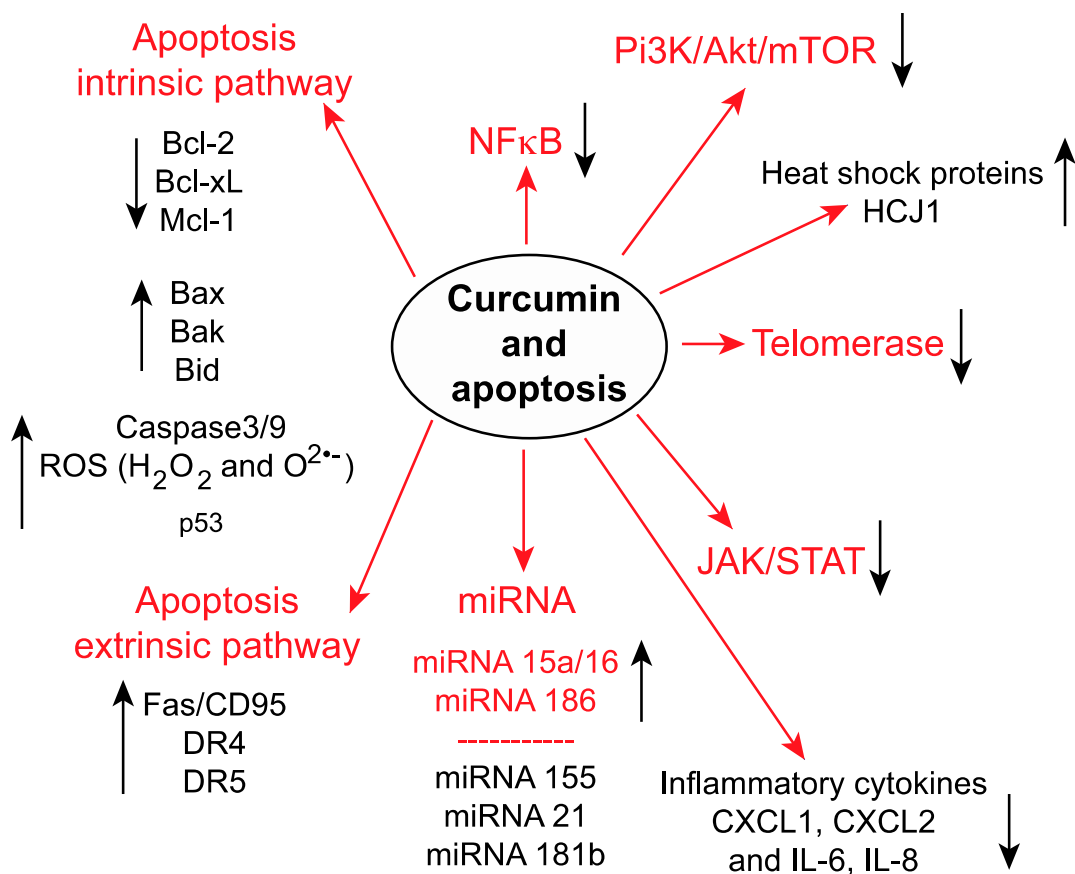 Apoptosis
intrinsic pathway
Bcl-2
Bcl-xL
Mcl-1
Bax
Bak
Bid
Caspase3/9
ROS (H₂O₂ and O²•-)
p53
Apoptosis
extrinsic pathway
Fas/CD95
DR4
DR5
NFκB
Curcumin
and
apoptosis
miRNA
miRNA 15a/16
miRNA 186
-----------
miRNA 155
miRNA 21
miRNA 181b
Pi3K/Akt/mTOR
Heat shock proteins
HCJ1
Telomerase
JAK/STAT
Inflammatory cytokines
CXCL1, CXCL2
and IL-6, IL-8